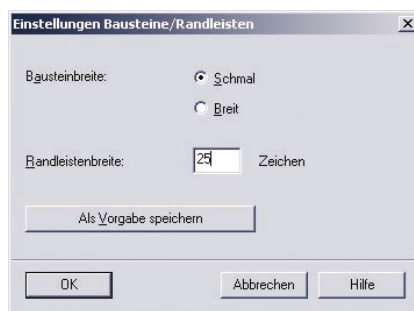 Einstellungen Bausteine/Randleisten
Bausteinbreite:
Schmal
Breit
Randleistenbreite: 25 Zeichen
Als Vorgabe speichern
OK Abbrechen Hilfe